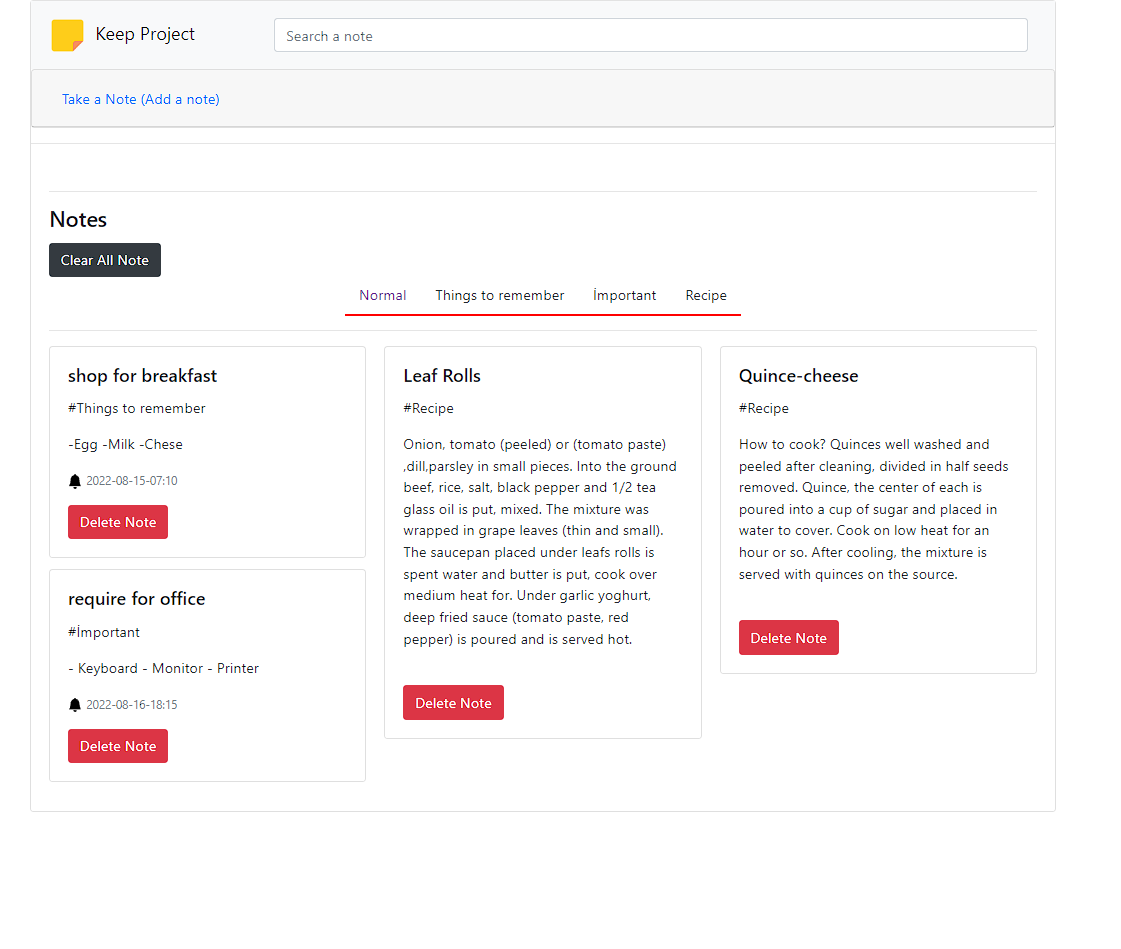 Keep Project
Search a note
Take a Note (Add a note)
Notes
Clear All Note
Normal Things to remember İmportant Recipe
shop for breakfast
#Things to remember
-Egg -Milk -Chese
2022-08-15-07:10
Delete Note
require for office
#İmportant
- Keyboard - Monitor - Printer
2022-08-16-18:15
Delete Note
Leaf Rolls
#Recipe
Onion, tomato (peeled) or (tomato paste)
,dill,parsley in small pieces. Into the ground
beef, rice, salt, black pepper and 1/2 tea
glass oil is put, mixed. The mixture was
wrapped in grape leaves (thin and small).
The saucepan placed under leafs rolls is
spent water and butter is put, cook over
medium heat for. Under garlic yoghurt,
deep fried sauce (tomato paste, red
pepper) is poured and is served hot.
Delete Note
Quince-cheese
#Recipe
How to cook? Quinces well washed and
peeled after cleaning, divided in half seeds
removed. Quince, the center of each is
poured into a cup of sugar and placed in
water to cover. Cook on low heat for an
hour or so. After cooling, the mixture is
served with quinces on the source.
Delete Note